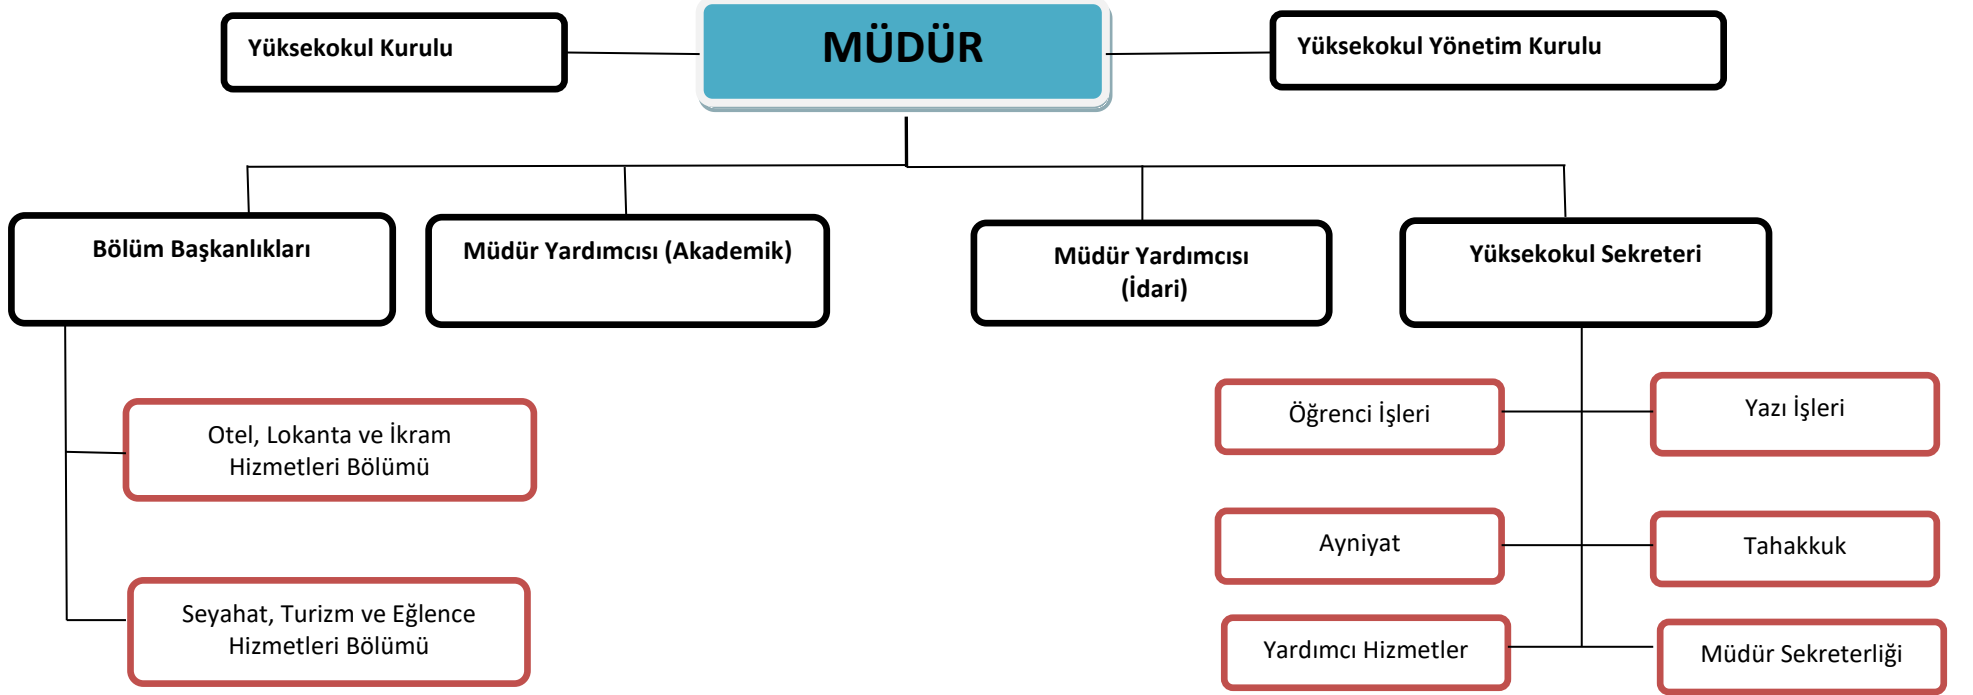 Yüksekokul Kurulu
MÜDÜR
Yüksekokul Yönetim Kurulu
Bölüm Başkanlıkları
Müdür Yardımcısı (Akademik)
Müdür Yardımcısı
(İdari)
Yüksekokul Sekreteri
Otel, Lokanta ve İkram
Hizmetleri Bölümü
Seyahat, Turizm ve Eğlence
Hizmetleri Bölümü
Öğrenci İşleri
Yazı İşleri
Ayniyat
Tahakkuk
Yardımcı Hizmetler
Müdür Sekreterliği